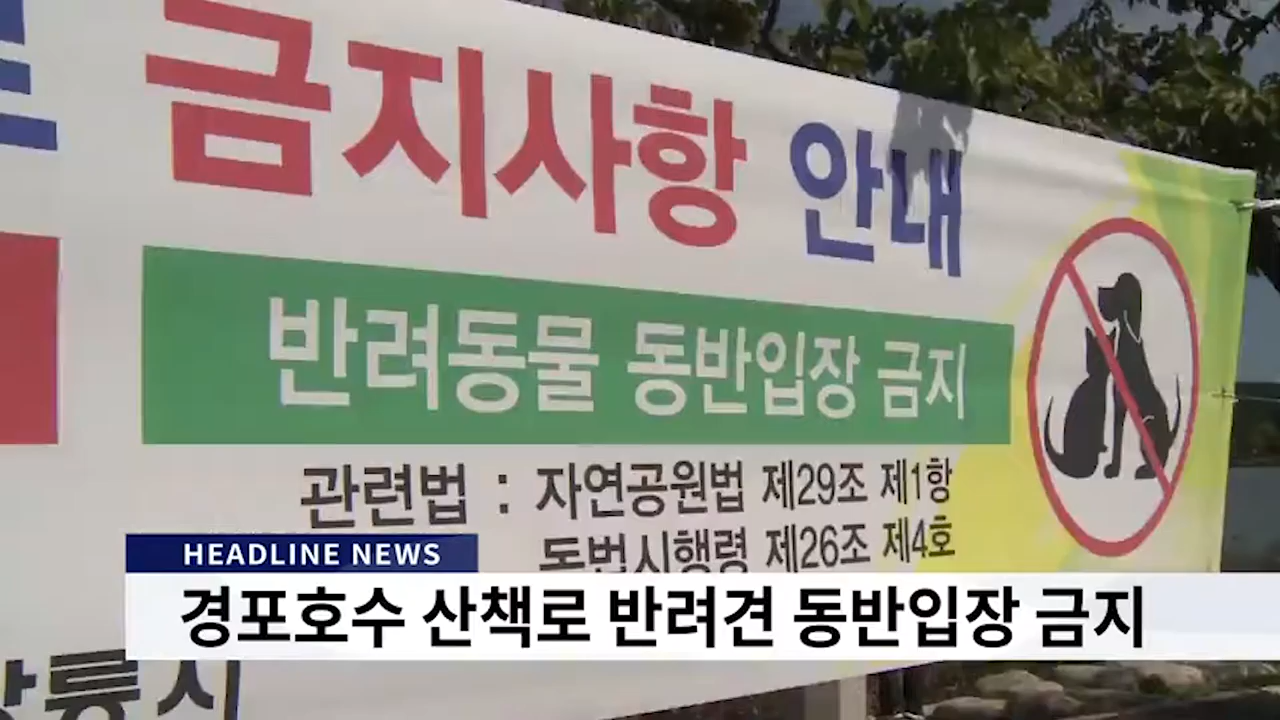 금지사항 안내
반려동물 동반입장 금지
관련법 : 자연공원법 제29조 제1항
동법시행령 제26조 제4호
HEADLINE NEWS
경포호수 산책로 반려견 동반입장 금지
강릉시